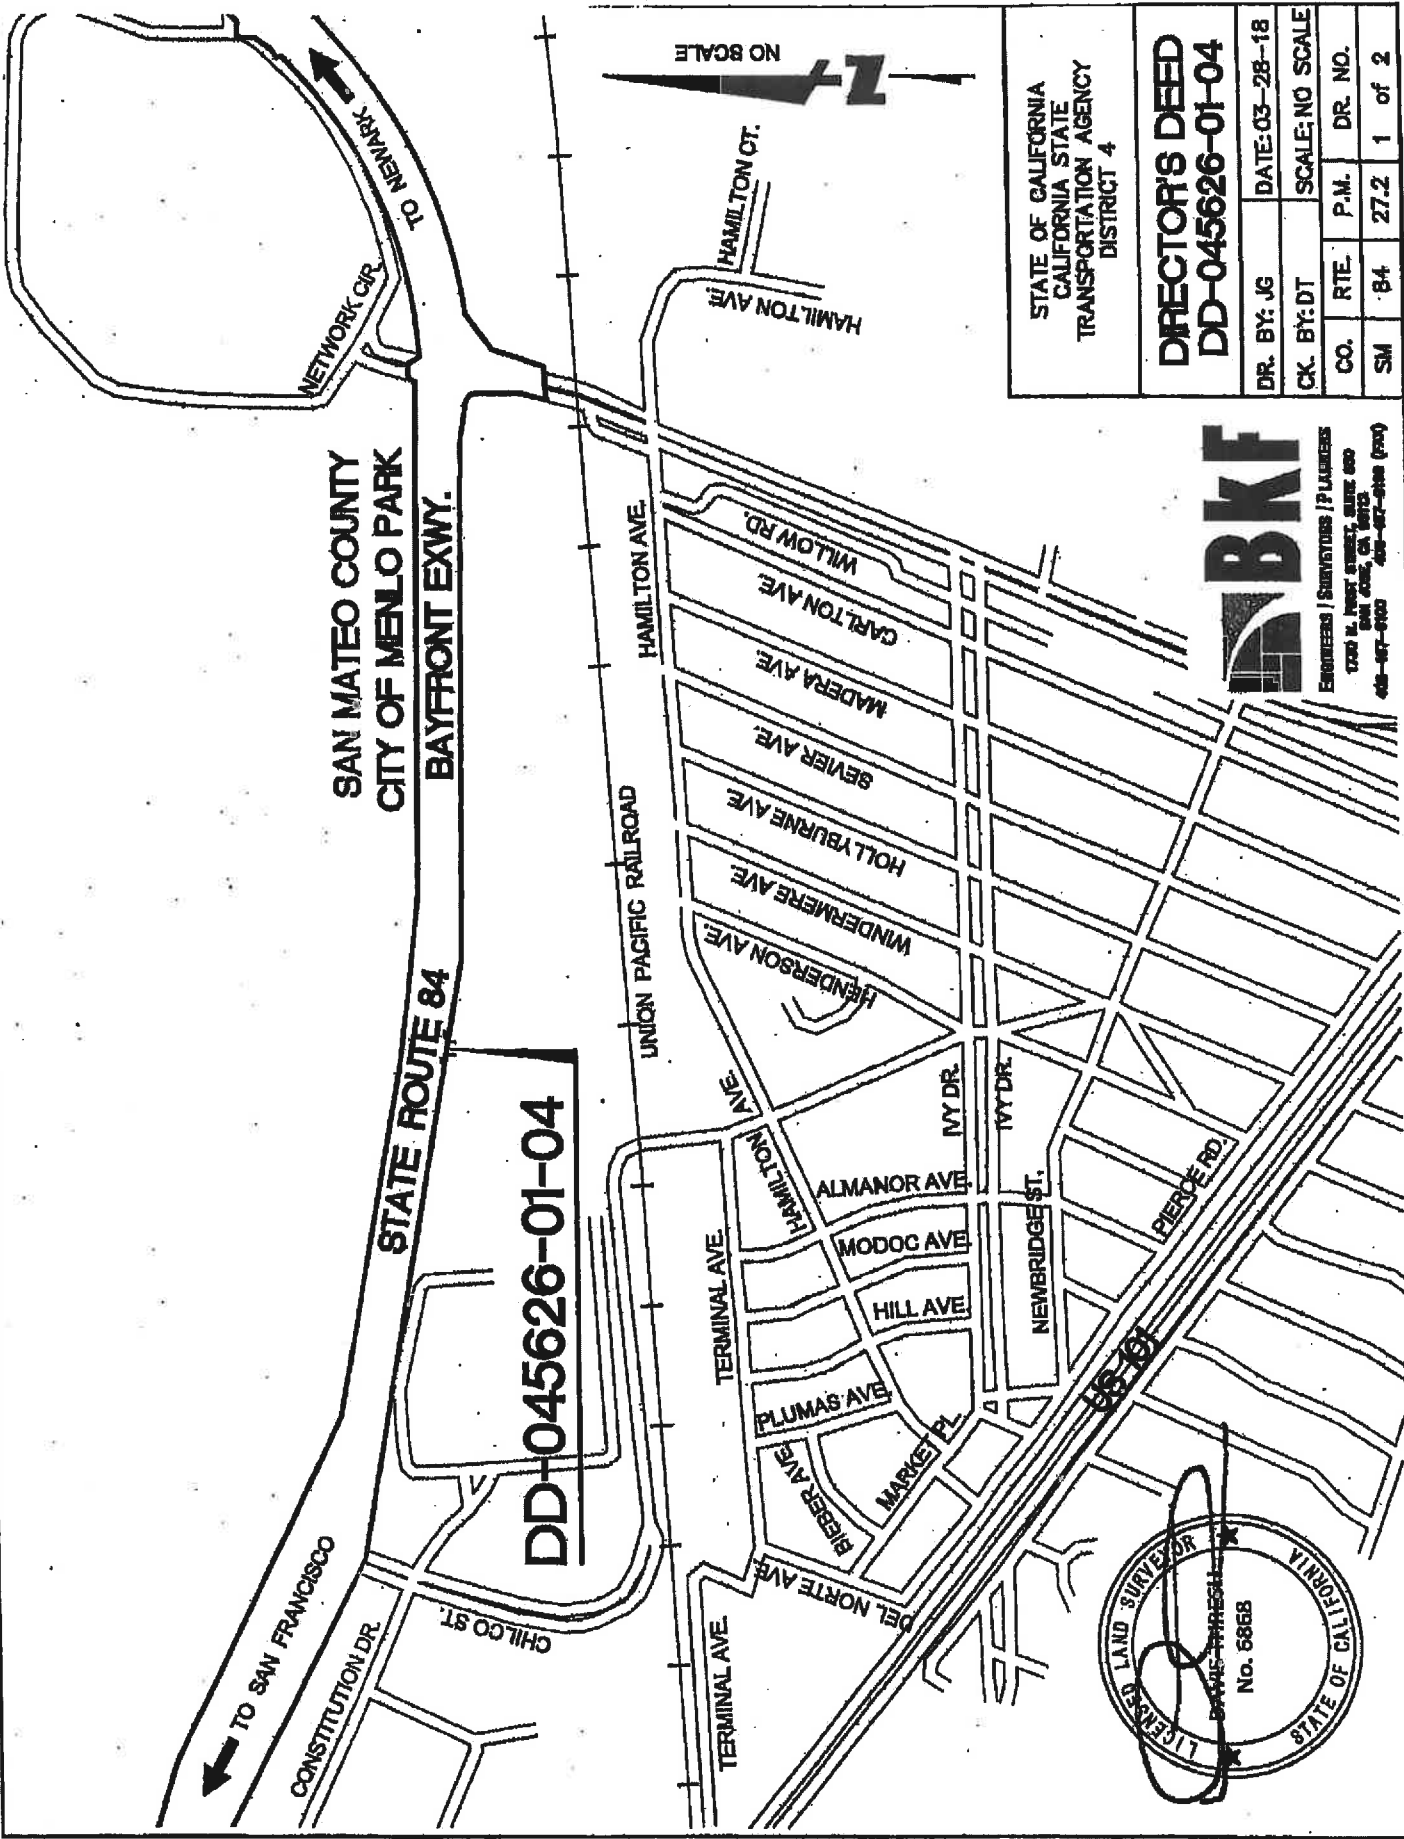 TO SAN FRANCISCO
CONSTITUTION DR.
CHILCO ST.
STATE ROUTE 84
DD-045626-01-04
SAN MATEO COUNTY
CITY OF MENLO PARK
BAYFRONT EXWY.
NETWORK CIR.
TO NEWARK
NO SCALE
N
UNION PACIFIC RAILROAD
HAMILTON AVE.
HAMILTON AVE.
HAMILTON CT.
TERMINAL AVE.
TERMINAL AVE.
HAMILTON AVE.
DEL NORTE AVE
BIEBER AVE.
MARKET PL.
PLUMAS AVE.
HILL AVE.
MODOC AVE.
ALMANOR AVE.
IVY DR.
IVY DR.
NEWBRIDGE ST.
PIERCE RD.
US 101
HENDERSON AVE.
WINDERMERE AVE.
HOLLYBURNE AVE.
SEVIER AVE.
MADERA AVE.
CARLTON AVE.
WILLOW RD.
LICENSED LAND SURVEYOR
No. 6868
STATE OF CALIFORNIA
BKF
ENGINEERS / SURVEYORS / PLANNERS
STATE OF CALIFORNIA
CALIFORNIA STATE
TRANSPORTATION AGENCY
DISTRICT 4
DIRECTOR'S DEED
DD-045626-01-04
DR. BY: JG DATE: 03-28-18
CK. BY: DT SCALE: NO SCALE
CO. RTE. P.M. DR. NO.
SM 84 27.2 1 of 2